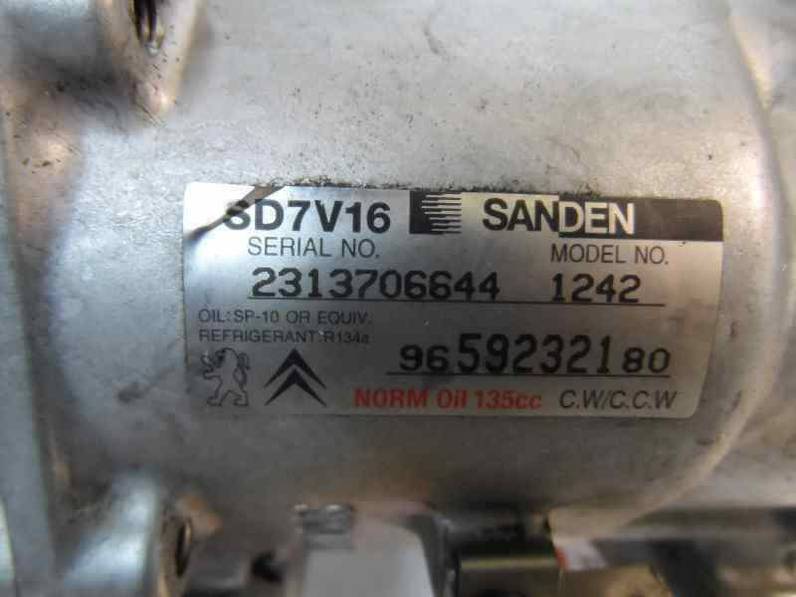 SD7V16 SANDEN
SERIAL NO. MODEL NO.
2313706644 1242
OIL:SP-10 OR EQUIV.
REFRIGERANT:R134a
9659232180
NORM Oil 135cc C.W/C.C.W